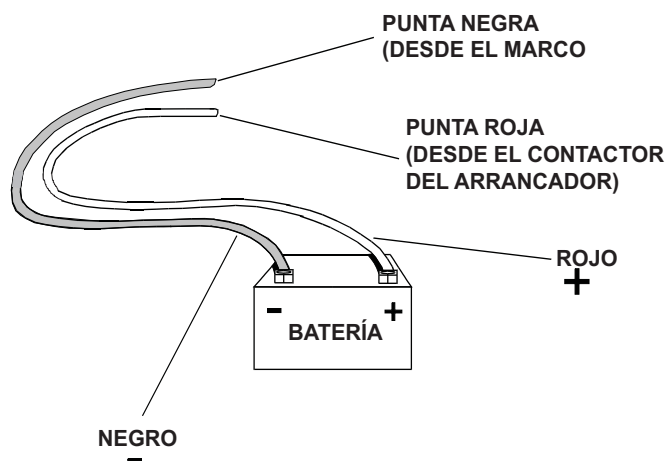 PUNTA NEGRA
(DESDE EL MARCO
PUNTA ROJA
(DESDE EL CONTACTOR
DEL ARRANCADOR)
ROJO
+
- +
BATERÍA
NEGRO
-